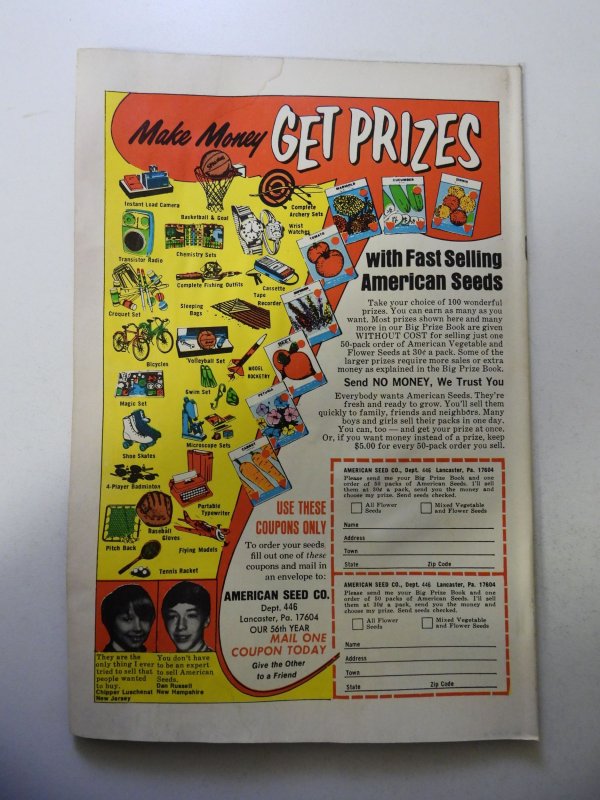 Make Money GET PRIZES
Instant Load Camera
Basketball & Goal
Complete
Archery Sets
Transistor Radio
Chemistry Sets
Wrist
Watches
Complete Fishing Outfits
Cassette
Tape
Recorder
Croquet Set
Sleeping
Bags
Bicycles
Volleyball Set
MODEL
ROCKETRY
Magic Set
Swim Set
Shoe Skates
Microscope Sets
4-Player Badminton
Portable
Typewriter
Baseball
Gloves
Pitch Back
Flying Models
Tennis Racket
MARIGOLD
CUCUMBER
ZINNIA
TOMATO
BEET
PETUNIA
CARROT
with Fast Selling
American Seeds
Take your choice of 100 wonderful
prizes. You can earn as many as you
want. Most prizes shown here and many
more in our Big Prize Book are given
WITHOUT COST for selling just one
50-pack order of American Vegetable and
Flower Seeds at 30¢ a pack. Some of the
larger prizes require more sales or extra
money as explained in the Big Prize Book.
Send NO MONEY, We Trust You
Everybody wants American Seeds. They're
fresh and ready to grow. You'll sell them
quickly to family, friends and neighbors. Many
boys and girls sell their packs in one day.
You can, too — and get your prize at once.
Or, if you want money instead of a prize, keep
$5.00 for every 50-pack order you sell.
USE THESE
COUPONS ONLY
To order your seeds
fill out one of these
coupons and mail in
an envelope to:
AMERICAN SEED CO.
Dept. 446
Lancaster, Pa. 17604
OUR 56th YEAR
MAIL ONE
COUPON TODAY
Give the Other
to a Friend
AMERICAN SEED CO., Dept. 446 Lancaster, Pa. 17604
Please send me your Big Prize Book and one
order of 50 packs of American Seeds. I'll sell
them at 30¢ a pack, send you the money and
choose my prize. Send seeds checked.
All Flower
Seeds
Mixed Vegetable
and Flower Seeds
Name
Address
Town
State Zip Code
AMERICAN SEED CO., Dept. 446 Lancaster, Pa. 17604
Please send me your Big Prize Book and one
order of 50 packs of American Seeds. I'll sell
them at 30¢ a pack, send you the money and
choose my prize. Send seeds checked.
All Flower
Seeds
Mixed Vegetable
and Flower Seeds
Name
Address
Town
State Zip Code
They are the
only thing I ever
tried to sell that
people wanted
to buy.
Chipper Luschenat
New Jersey
You don't have
to be an expert
to sell American
Seeds.
Dan Russell
New Hampshire